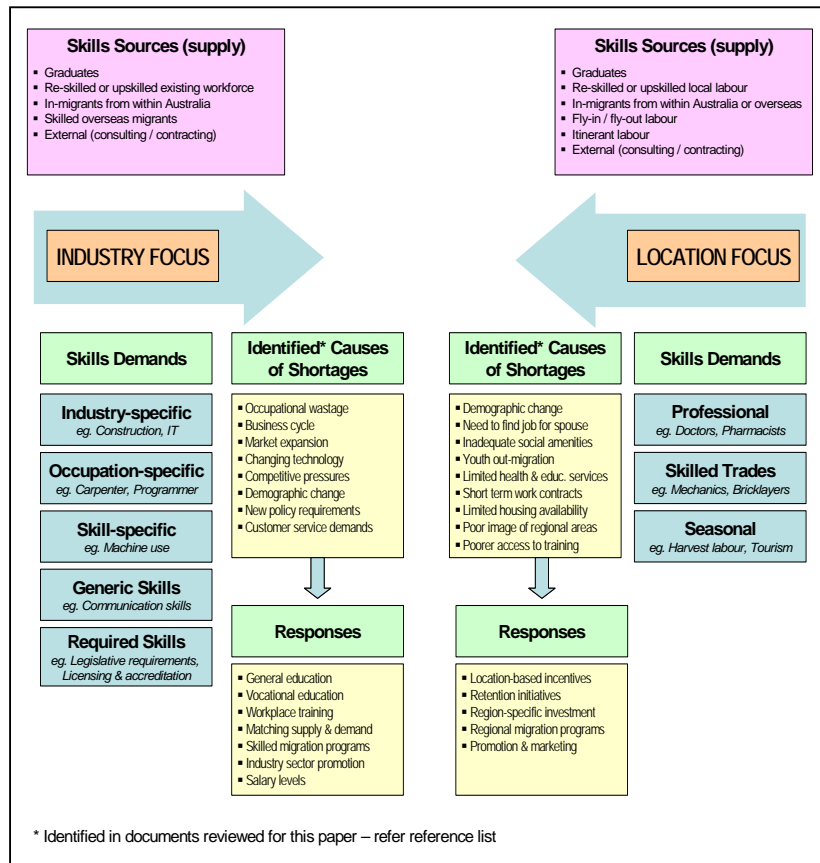 Skills Sources (supply)
▪ Graduates
▪ Re-skilled or upskilled existing workforce
▪ In-migrants from within Australia
▪ Skilled overseas migrants
▪ External (consulting / contracting)
Skills Sources (supply)
▪ Graduates
▪ Re-skilled or upskilled local labour
▪ In-migrants from within Australia or overseas
▪ Fly-in / fly-out labour
▪ Itinerant labour
▪ External (consulting / contracting)
INDUSTRY FOCUS
LOCATION FOCUS
Skills Demands
Industry-specific
eg. Construction, IT
Occupation-specific
eg. Carpenter, Programmer
Skill-specific
eg. Machine use
Generic Skills
eg. Communication skills
Required Skills
eg. Legislative requirements,
Licensing & accreditation
Identified* Causes
of Shortages
▪ Occupational wastage
▪ Business cycle
▪ Market expansion
▪ Changing technology
▪ Competitive pressures
▪ Demographic change
▪ New policy requirements
▪ Customer service demands
Responses
▪ General education
▪ Vocational education
▪ Workplace training
▪ Matching supply & demand
▪ Skilled migration programs
▪ Industry sector promotion
▪ Salary levels
Identified* Causes
of Shortages
▪ Demographic change
▪ Need to find job for spouse
▪ Inadequate social amenities
▪ Youth out-migration
▪ Limited health & educ. services
▪ Short term work contracts
▪ Limited housing availability
▪ Poor image of regional areas
▪ Poorer access to training
Responses
▪ Location-based incentives
▪ Retention initiatives
▪ Region-specific investment
▪ Regional migration programs
▪ Promotion & marketing
Skills Demands
Professional
eg. Doctors, Pharmacists
Skilled Trades
eg. Mechanics, Bricklayers
Seasonal
eg. Harvest labour, Tourism
* Identified in documents reviewed for this paper – refer reference list